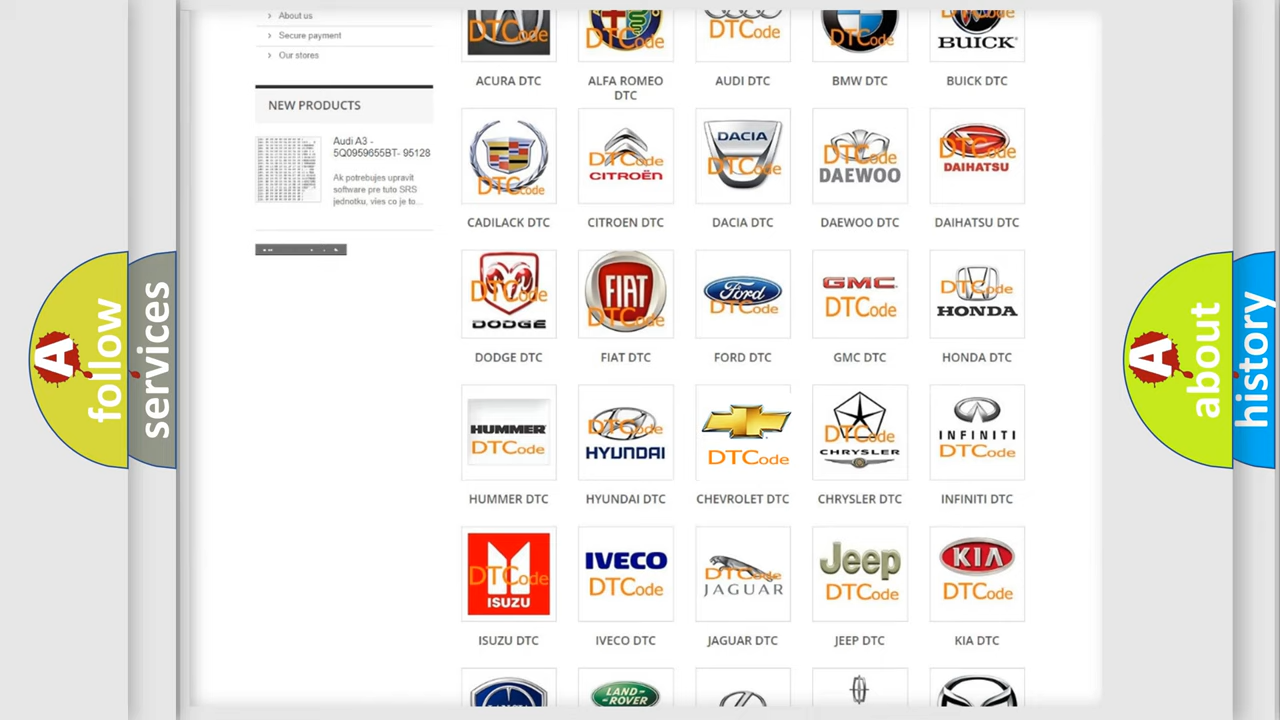 About us
Secure payment
Our stores
NEW PRODUCTS
Audi A3 -
5Q0959655BT- 95128
Ak potrebujes upravit
software pre tuto SRS
jednotku, vies co je to...
follow
services
A
DTCode
DTCode
DTCode
DTCode
BUICK
ACURA DTC
ALFA ROMEO
DTC
AUDI DTC
BMW DTC
BUICK DTC
DTCode
DTCode
CITROËN
DACIA
DTCode
DTCode
DAEWOO
DTCode
DAIHATSU
CADILACK DTC
CITROEN DTC
DACIA DTC
DAEWOO DTC
DAIHATSU DTC
DTCode
DODGE
FIAT
DTCode
Ford
DTCode
GMC
DTCode
DTCode
HONDA
DODGE DTC
FIAT DTC
FORD DTC
GMC DTC
HONDA DTC
HUMMER
DTCode
DTCode
HYUNDAI
DTCode
DTCode
CHRYSLER
INFINITI
DTCode
HUMMER DTC
HYUNDAI DTC
CHEVROLET DTC
CHRYSLER DTC
INFINITI DTC
DTCode
ISUZU
IVECO
DTCode
DTCode
JAGUAR
Jeep
DTCode
KIA
DTCode
ISUZU DTC
IVECO DTC
JAGUAR DTC
JEEP DTC
KIA DTC
LAND-
ROVER
A
about
history